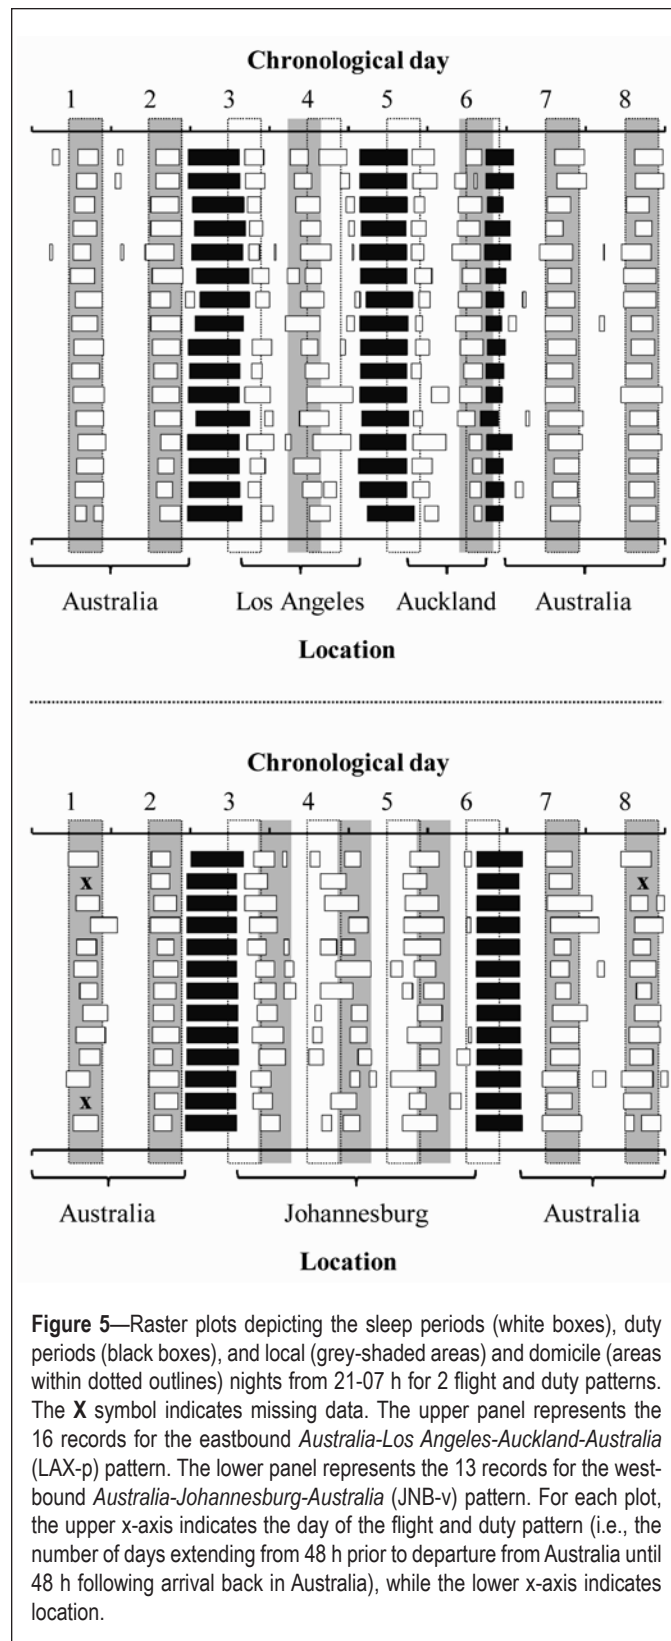 Chronological day
1 2 3 4 5 6 7 8
Australia Los Angeles Auckland Australia
Location
Chronological day
1 2 3 4 5 6 7 8
x x
x
Australia Johannesburg Australia
Location
Figure 5—Raster plots depicting the sleep periods (white boxes), duty
periods (black boxes), and local (grey-shaded areas) and domicile (areas
within dotted outlines) nights from 21-07 h for 2 flight and duty patterns.
The X symbol indicates missing data. The upper panel represents the
16 records for the eastbound Australia-Los Angeles-Auckland-Australia
(LAX-p) pattern. The lower panel represents the 13 records for the west-
bound Australia-Johannesburg-Australia (JNB-v) pattern. For each plot,
the upper x-axis indicates the day of the flight and duty pattern (i.e., the
number of days extending from 48 h prior to departure from Australia until
48 h following arrival back in Australia), while the lower x-axis indicates
location.